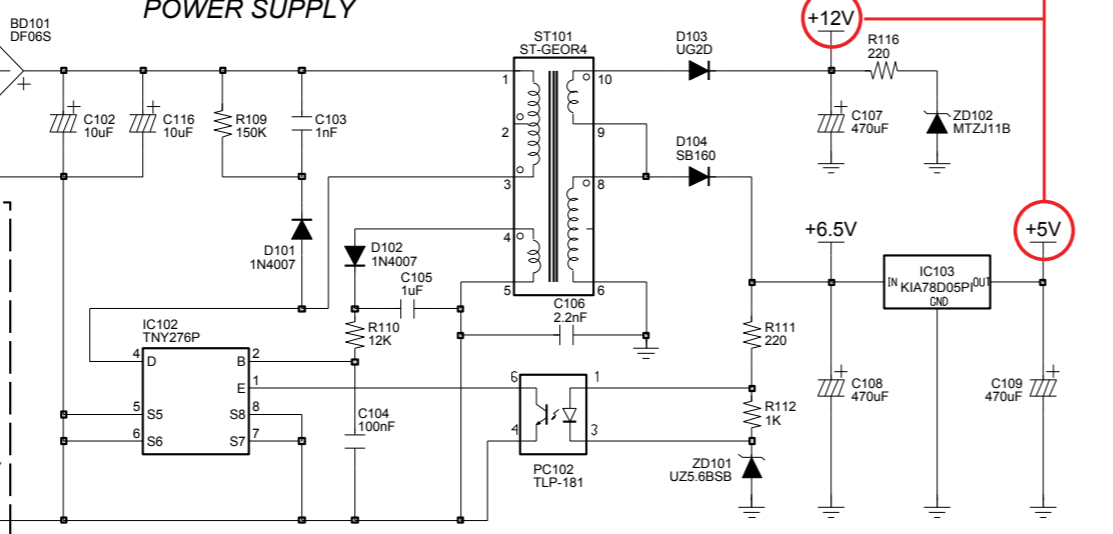 POWER SUPPLY
BD101
DF06S
+
+
C102
10uF
+
C116
10uF
R109
150K
C103
1nF
D101
1N4007
D102
1N4007
C105
1uF
R110
12K
IC102
TNY276P
4
D
B
2
E
1
5
S5
S8
8
6
S6
S7
7
C104
100nF
ST101
ST-GEOR4
1
2
3
4
5
10
9
8
6
C106
2.2nF
6
1
4
3
PC102
TLP-181
D103
UG2D
D104
SB160
+12V
R116
220
+
C107
470uF
ZD102
MTZJ11B
+6.5V
+5V
IC103
IN
KIA78D05PI
OUT
GND
R111
220
R112
1K
ZD101
UZ5.6BSB
+
C108
470uF
+
C109
470uF